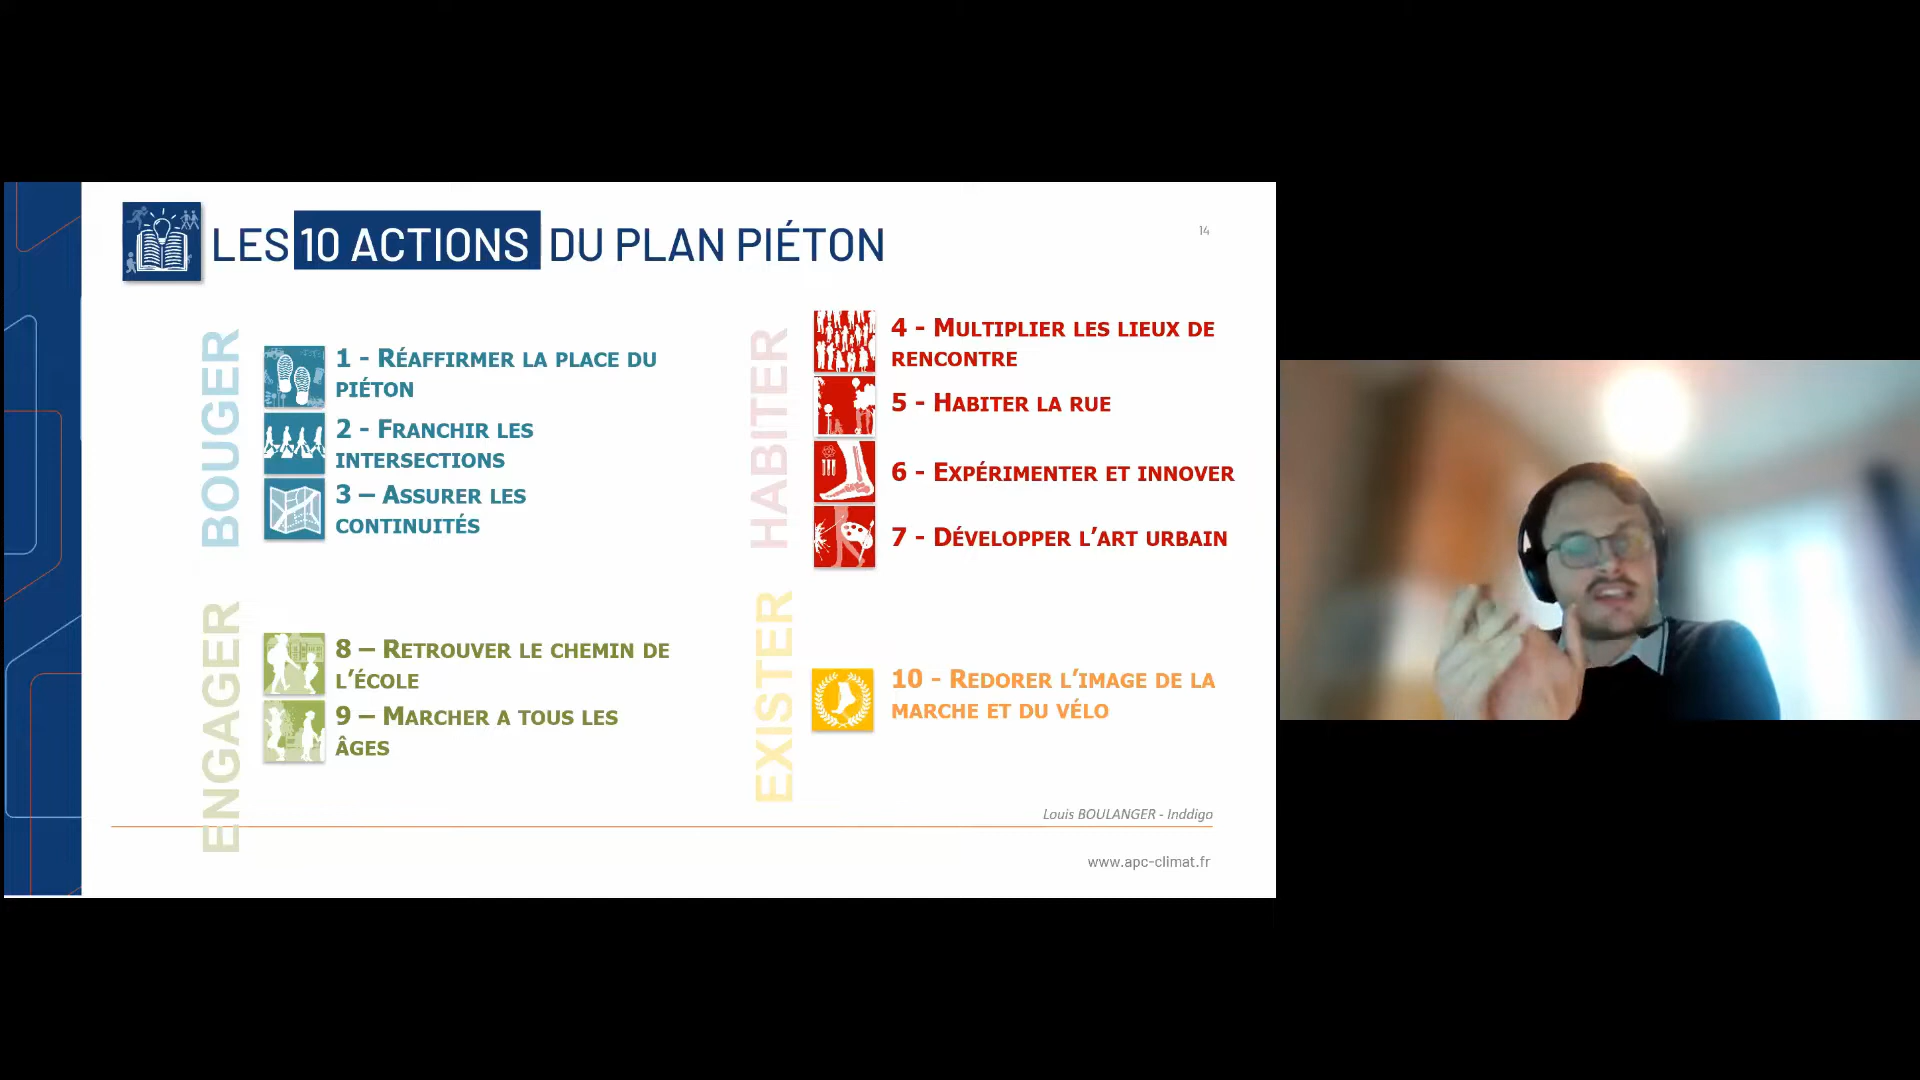 LES 10 ACTIONS DU PLAN PIÉTON
14
BOUGER
1 - RÉAFFIRMER LA PLACE DU
PIÉTON
2 - FRANCHIR LES
INTERSECTIONS
3 – ASSURER LES
CONTINUITÉS
HABITER
4 - MULTIPLIER LES LIEUX DE
RENCONTRE
5 - HABITER LA RUE
6 - EXPÉRIMENTER ET INNOVER
7 - DÉVELOPPER L’ART URBAIN
ENGAGER
8 – RETROUVER LE CHEMIN DE
L’ÉCOLE
9 – MARCHER A TOUS LES
ÂGES
EXISTER
10 - REDORER L’IMAGE DE LA
MARCHE ET DU VÉLO
Louis BOULANGER - Inddigo
www.apc-climat.fr